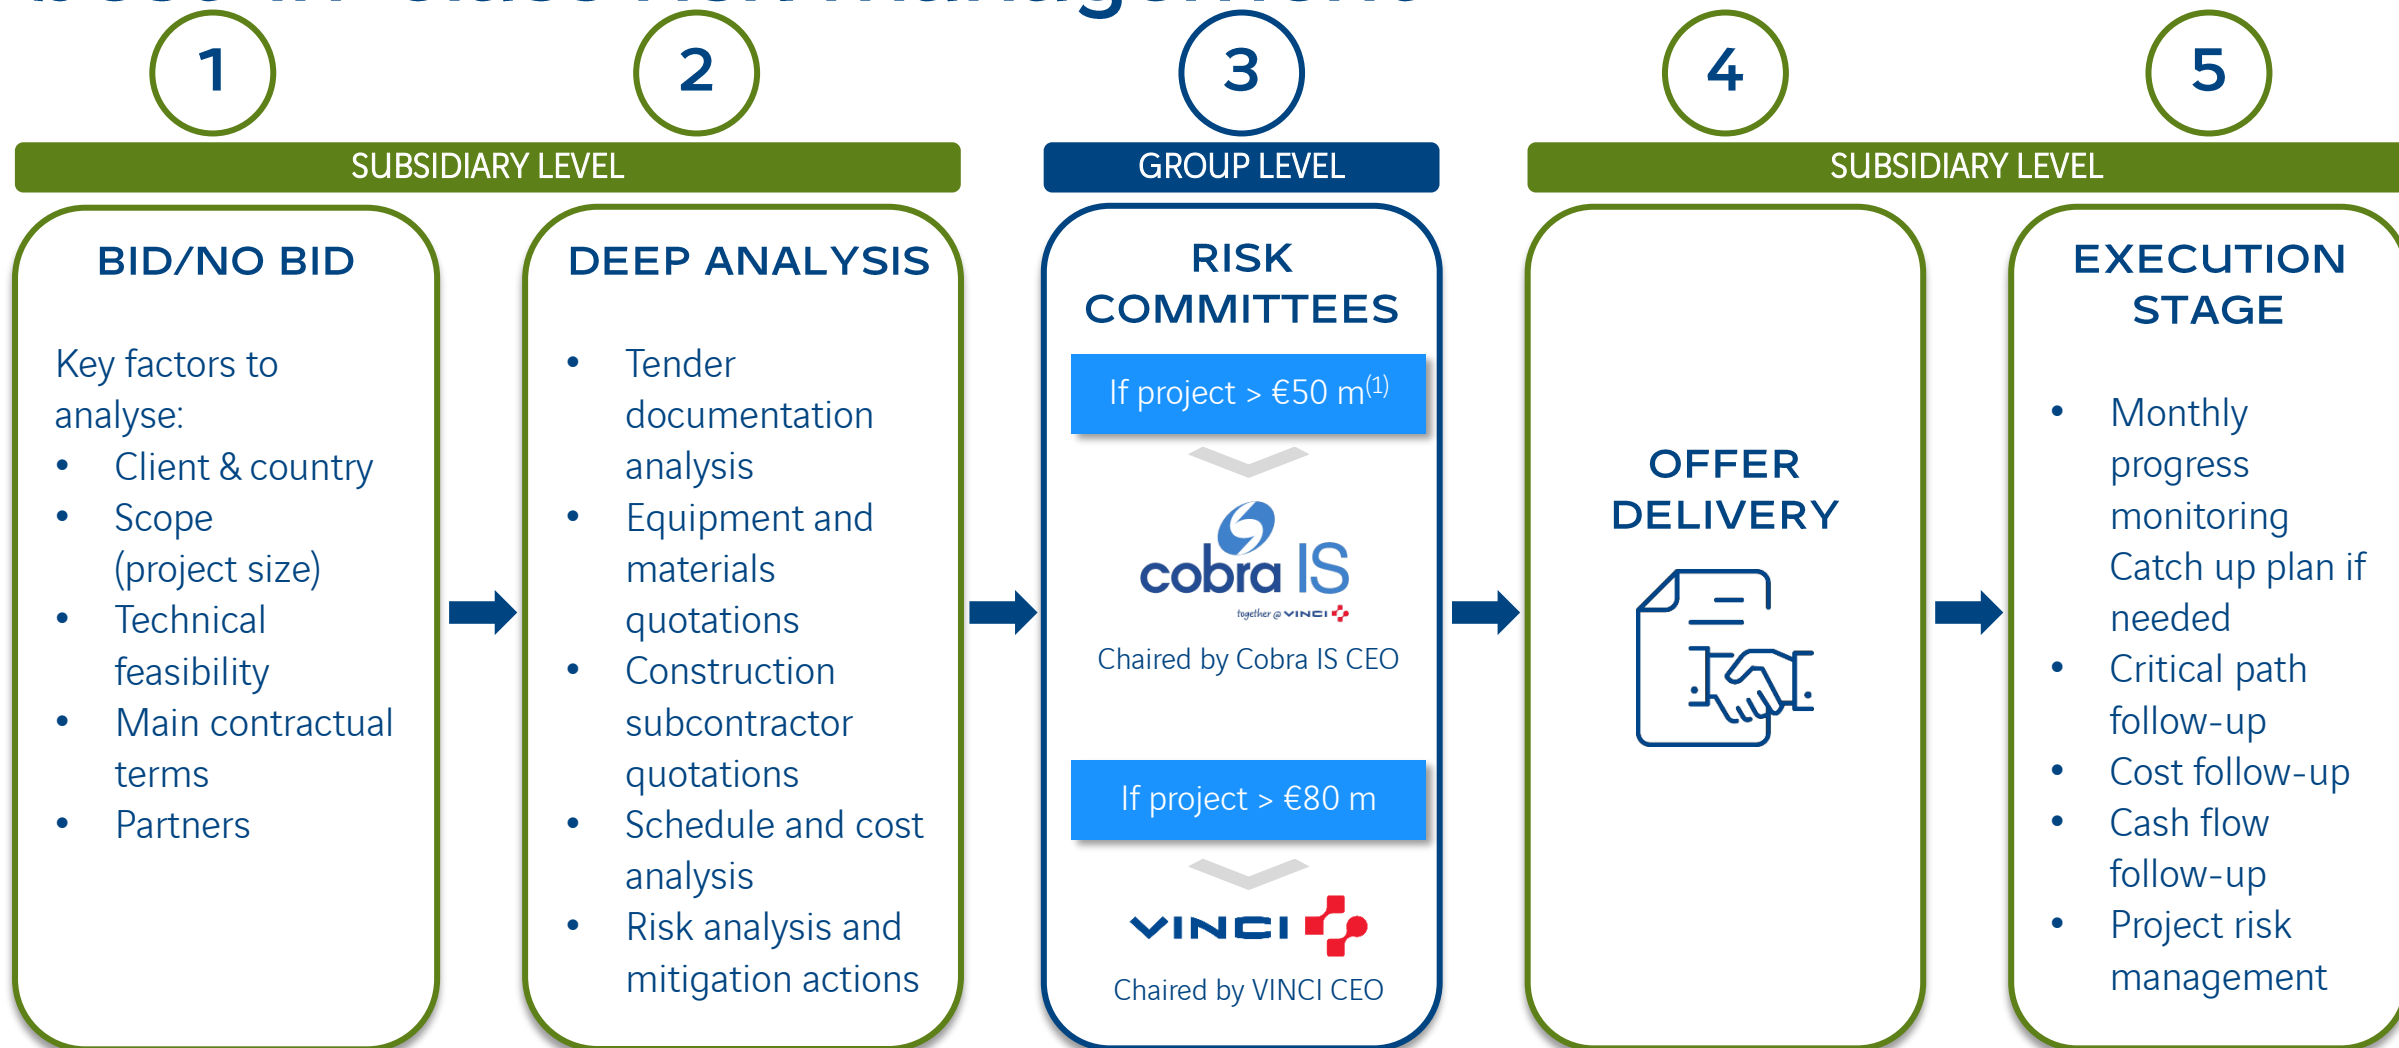 best-in-class risk management
1
2
3
4
5
SUBSIDIARY LEVEL
GROUP LEVEL
SUBSIDIARY LEVEL
BID/NO BID
Key factors to
analyse:
• Client & country
• Scope
(project size)
• Technical
feasibility
• Main contractual
terms
• Partners
DEEP ANALYSIS
• Tender
documentation
analysis
• Equipment and
materials
quotations
• Construction
subcontractor
quotations
• Schedule and cost
analysis
• Risk analysis and
mitigation actions
RISK
COMMITTEES
If project > €50 m(1)
cobra IS
together @ VINCI
Chaired by Cobra IS CEO
If project > €80 m
VINCI
Chaired by VINCI CEO
OFFER
DELIVERY
EXECUTION
STAGE
• Monthly
progress
monitoring
Catch up plan if
needed
• Critical path
follow-up
• Cost follow-up
• Cash flow
follow-up
• Project risk
management